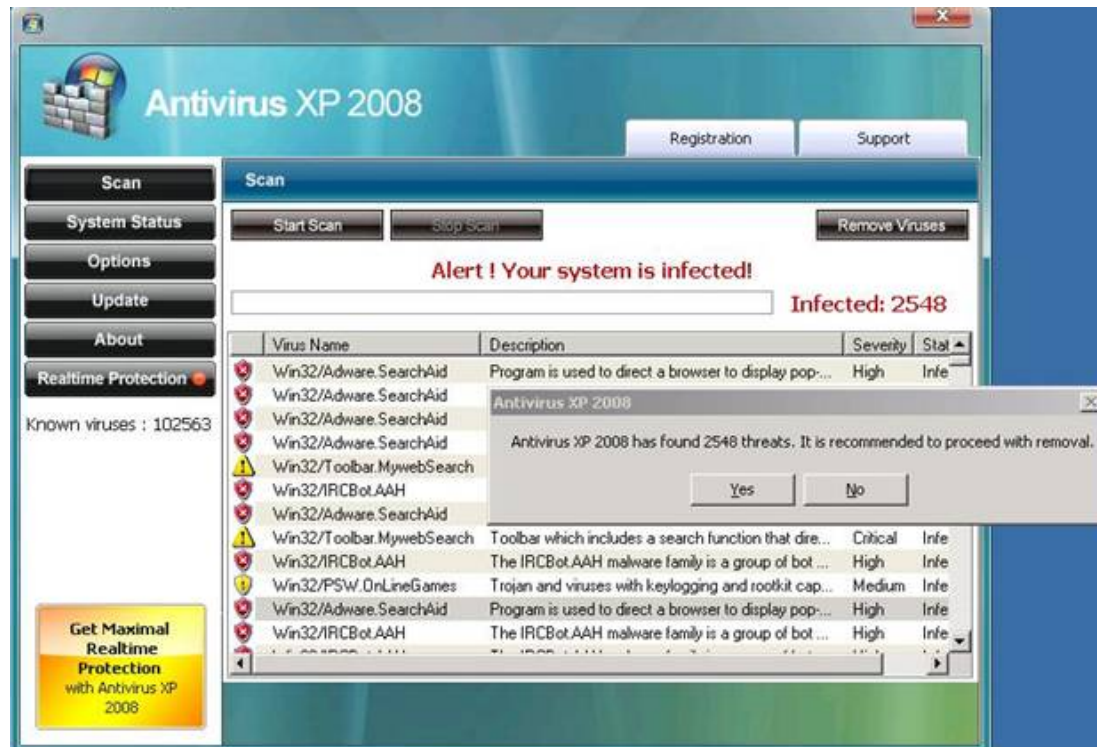 Antivirus XP 2008
Registration
Support
Scan
System Status
Options
Update
About
Realtime Protection
Known viruses : 102563
Get Maximal
Realtime
Protection
with Antivirus XP
2008
Scan
Start Scan
Stop Scan
Remove Viruses
Alert ! Your system is infected!
Infected: 2548
Virus Name Description Severity Stat
Win32/Adware.SearchAid Program is used to direct a browser to display pop-... High Infe
Win32/Adware.SearchAid
Win32/Adware.SearchAid
Win32/Adware.SearchAid
Win32/Toolbar.MywebSearch
Win32/IRCBot.AAH
Win32/Adware.SearchAid
Win32/Toolbar.MywebSearch Toolbar which includes a search function that dire... Critical Infe
Win32/IRCBot.AAH The IRCBot.AAH malware family is a group of bot ... High Infe
Win32/PSW.OnLineGames Trojan and viruses with keylogging and rootkit cap... Medium Infe
Win32/Adware.SearchAid Program is used to direct a browser to display pop-... High Infe
Win32/IRCBot.AAH The IRCBot.AAH malware family is a group of bot ... High Infe
Antivirus XP 2008
Antivirus XP 2008 has found 2548 threats. It is recommended to proceed with removal.
Yes
No